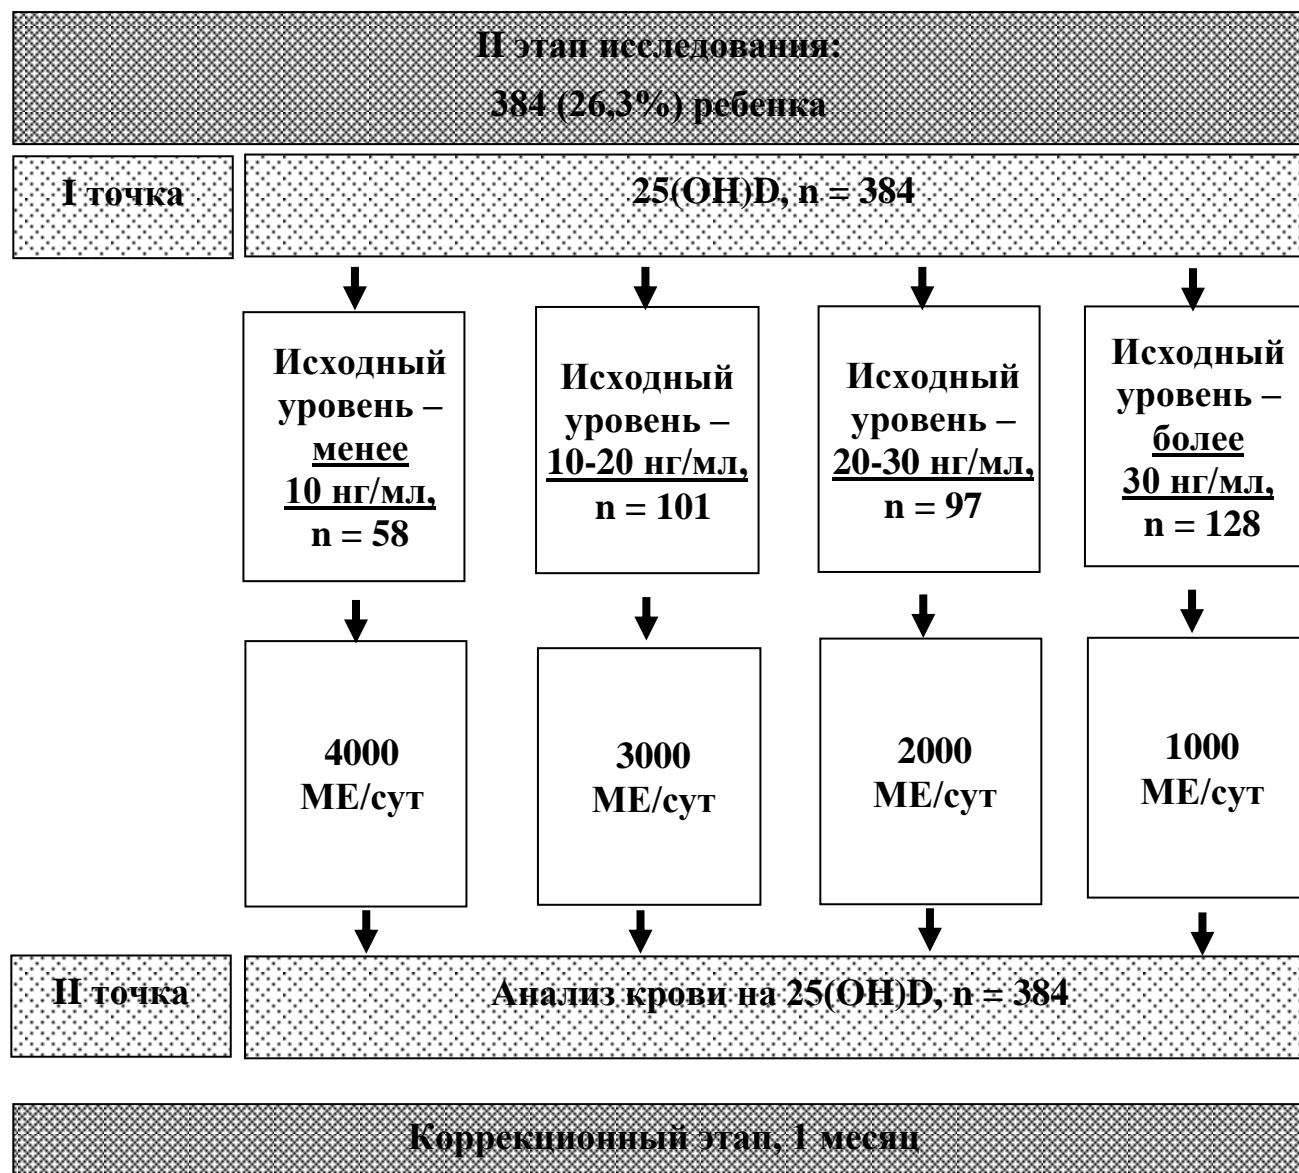 II этап исследования:
384 (26,3%) ребенка
I точка
25(OH)D, n = 384
Исходный
уровень –
менее
10 нг/мл,
n = 58
Исходный
уровень –
10-20 нг/мл,
n = 101
Исходный
уровень –
20-30 нг/мл,
n = 97
Исходный
уровень –
более
30 нг/мл,
n = 128
4000
МЕ/сут
3000
МЕ/сут
2000
МЕ/сут
1000
МЕ/сут
II точка
Анализ крови на 25(OH)D, n = 384
Коррекционный этап, 1 месяц